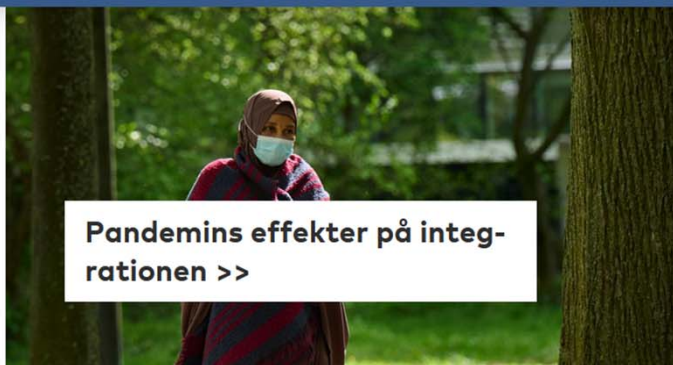 Pandemins effekter på integ-
rationen >>